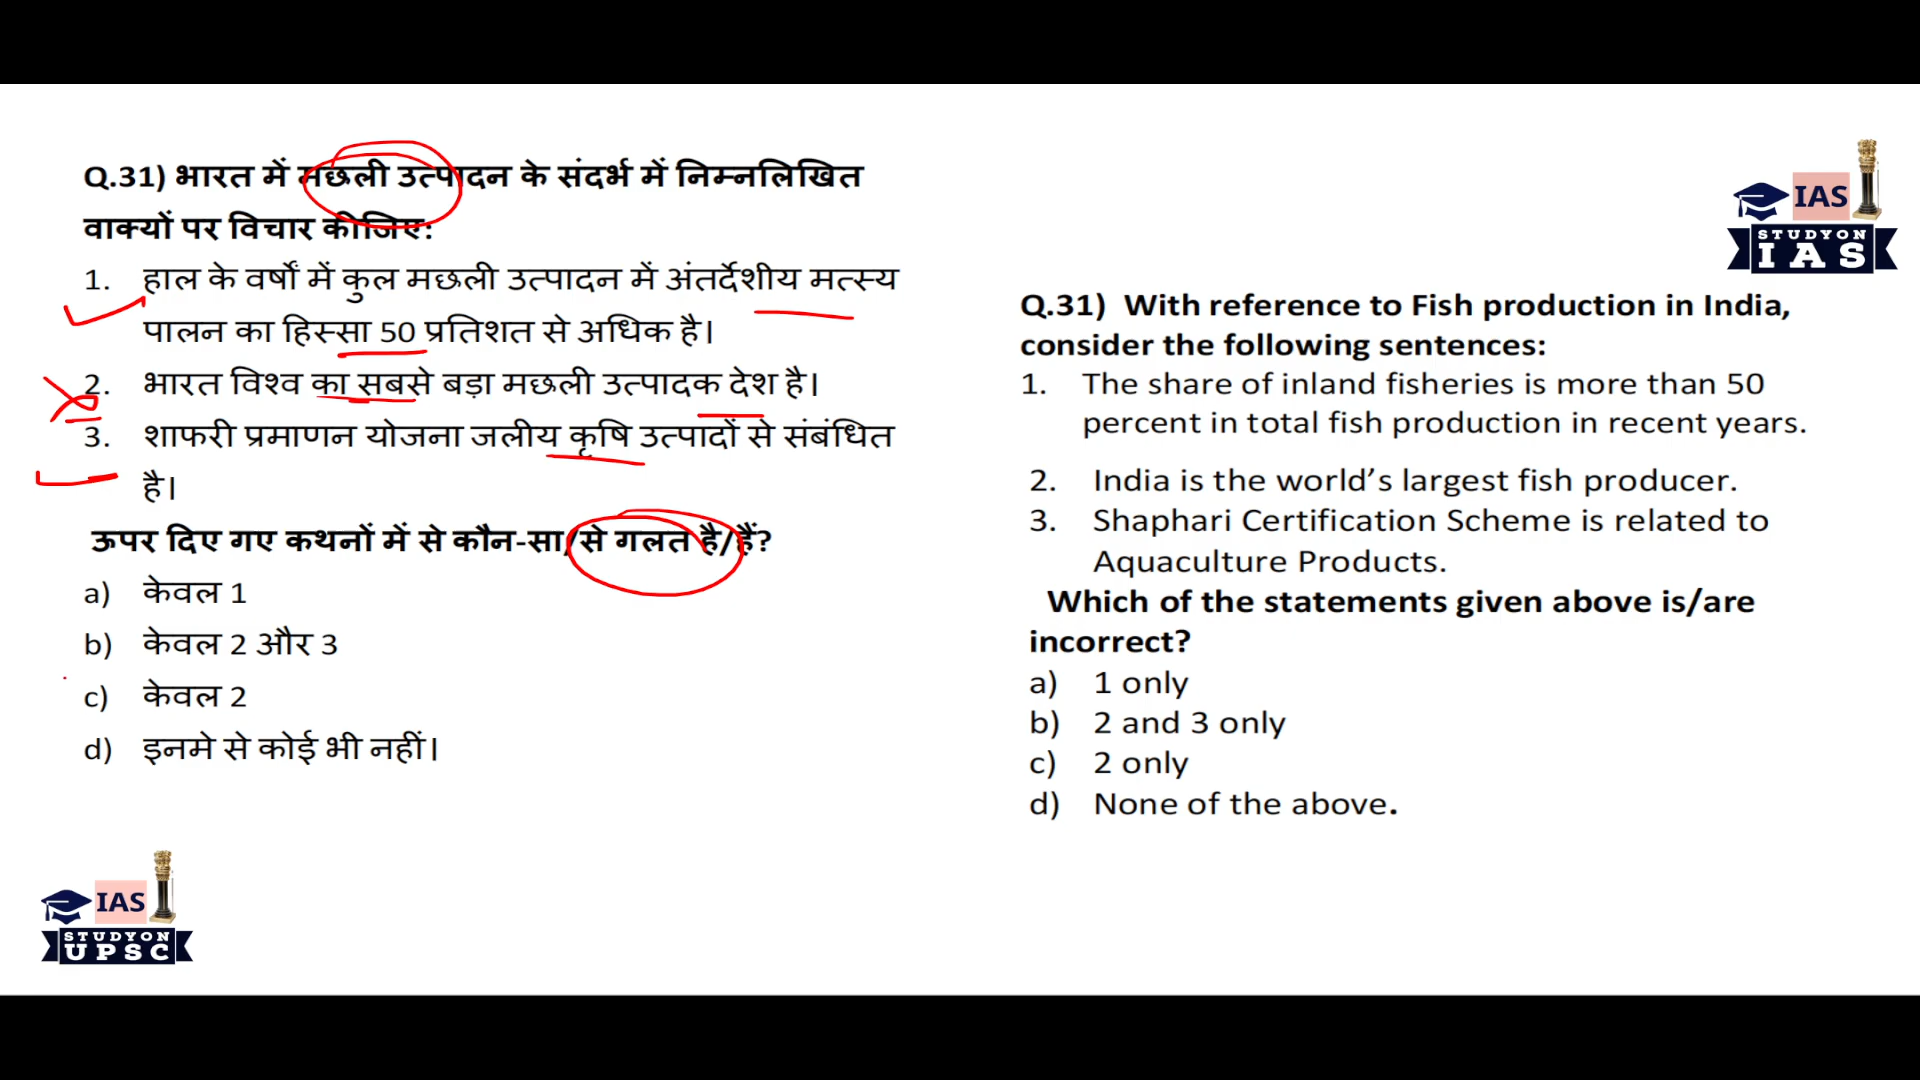 Q.31) भारत में मछली उत्पादन के संदर्भ में निम्नलिखित
वाक्यों पर विचार कीजिए:
1. हाल के वर्षों में कुल मछली उत्पादन में अंतर्देशीय मत्स्य
पालन का हिस्सा 50 प्रतिशत से अधिक है।
2. भारत विश्व का सबसे बड़ा मछली उत्पादक देश है।
3. शाफरी प्रमाणन योजना जलीय कृषि उत्पादों से संबंधित
है।
ऊपर दिए गए कथनों में से कौन-सा/से गलत है/हैं?
a) केवल 1
b) केवल 2 और 3
c) केवल 2
d) इनमे से कोई भी नहीं।
IAS
STUDYON
UPSC
IAS
STUDYON
IAS
Q.31) With reference to Fish production in India,
consider the following sentences:
1. The share of inland fisheries is more than 50
percent in total fish production in recent years.
2. India is the world’s largest fish producer.
3. Shaphari Certification Scheme is related to
Aquaculture Products.
Which of the statements given above is/are
incorrect?
a) 1 only
b) 2 and 3 only
c) 2 only
d) None of the above.